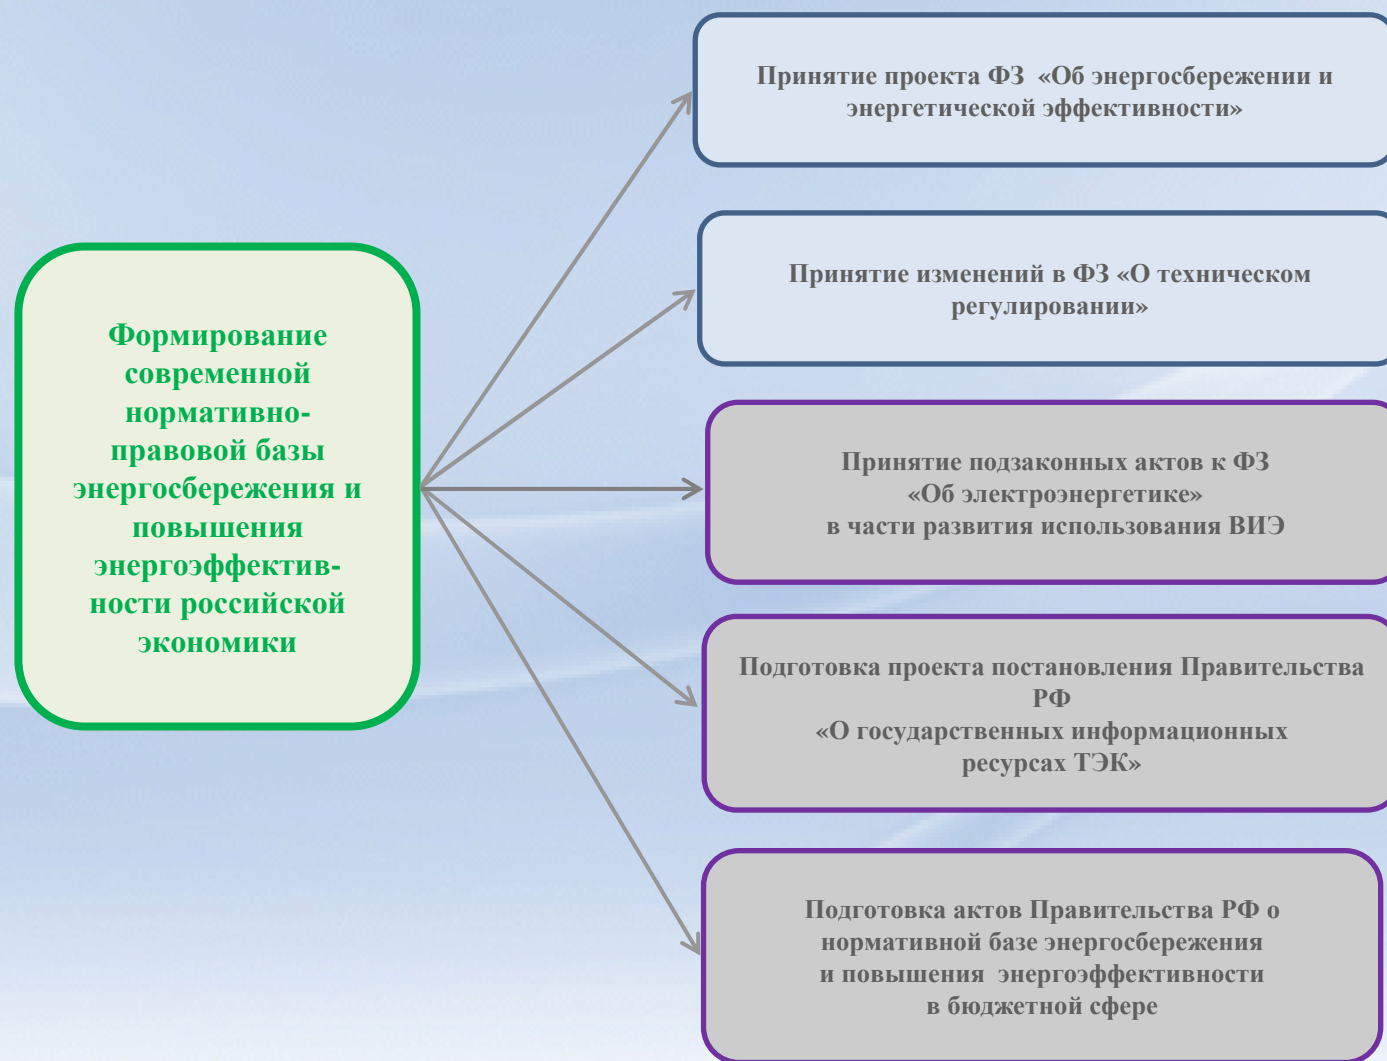 Формирование
современной
нормативно-
правовой базы
энергосбережения и
повышения
энергоэффектив-
ности российской
экономики
Принятие проекта ФЗ «Об энергосбережении и
энергетической эффективности»
Принятие изменений в ФЗ «О техническом
регулировании»
Принятие подзаконных актов к ФЗ
«Об электроэнергетике»
в части развития использования ВИЭ
Подготовка проекта постановления Правительства
РФ
«О государственных информационных
ресурсах ТЭК»
Подготовка актов Правительства РФ о
нормативной базе энергосбережения
и повышения энергоэффективности
в бюджетной сфере